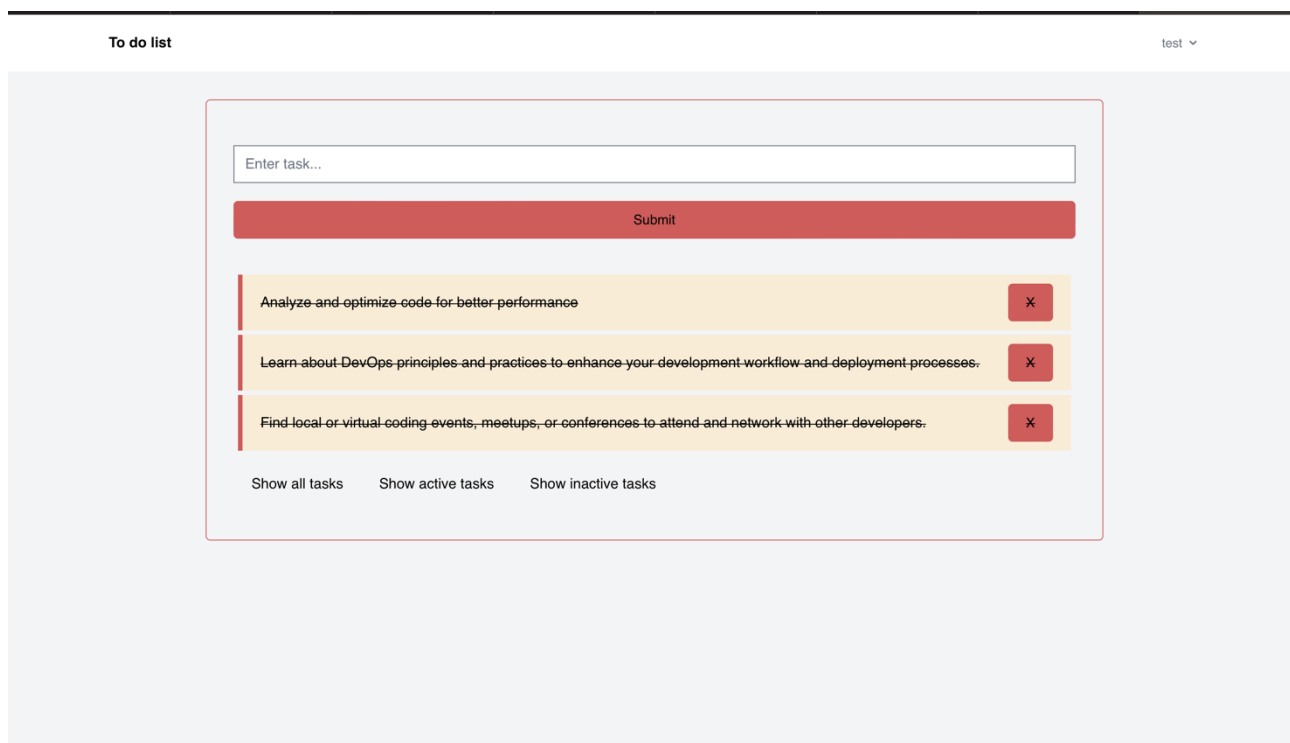 To do list
test
Enter task...
Submit
Analyze and optimize code for better performance
X
Learn about DevOps principles and practices to enhance your development workflow and deployment processes.
X
Find local or virtual coding events, meetups, or conferences to attend and network with other developers.
X
Show all tasks
Show active tasks
Show inactive tasks